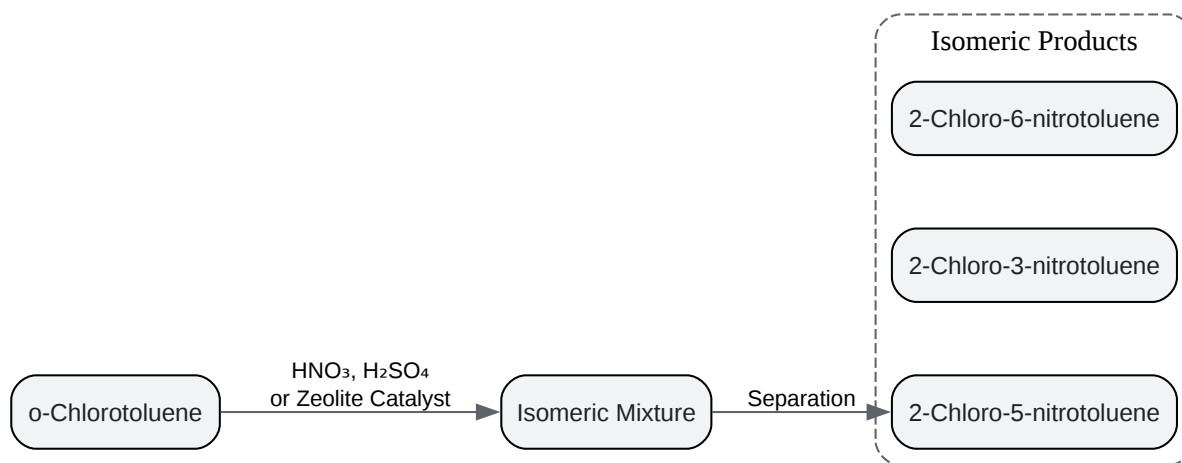 Isomeric Products
2-Chloro-6-nitrotoluene
2-Chloro-3-nitrotoluene
HNO₃, H₂SO₄
or Zeolite Catalyst
o-Chlorotoluene
Isomeric Mixture
Separation
2-Chloro-5-nitrotoluene